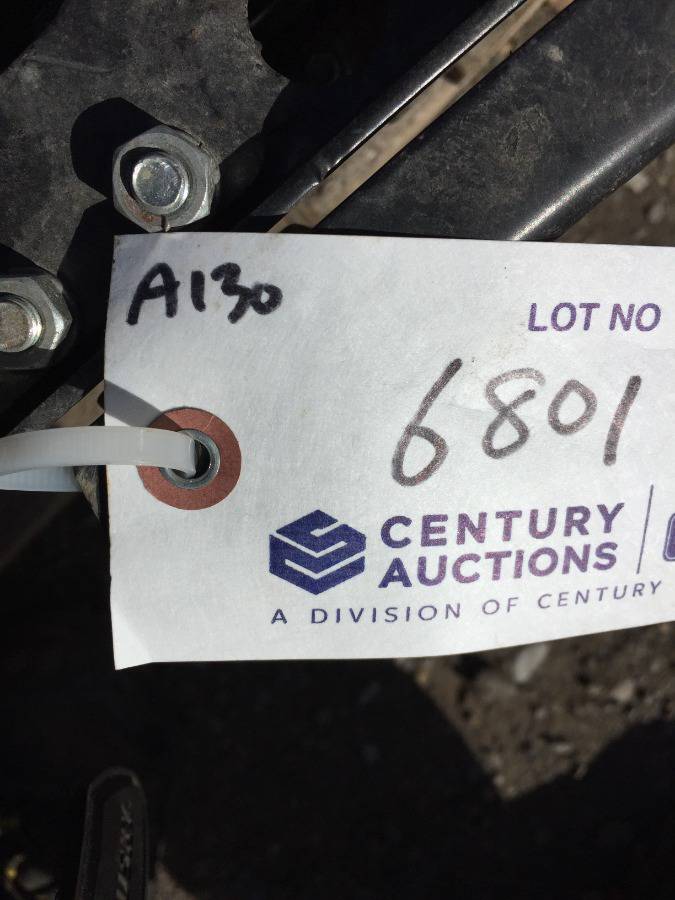 A130
LOT NO
6801
CENTURY
AUCTIONS
A DIVISION OF CENTURY